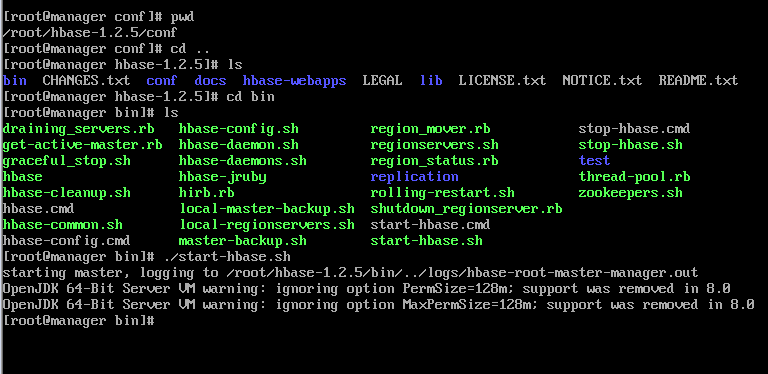 [root@manager conf]# pwd
/root/hbase-1.2.5/conf
[root@manager conf]# cd ..
[root@manager hbase-1.2.5]# ls
bin CHANGES.txt conf docs hbase-webapps LEGAL lib LICENSE.txt NOTICE.txt README.txt
[root@manager hbase-1.2.5]# cd bin
[root@manager bin]# ls
draining_servers.rb hbase-config.sh region_mover.rb stop-hbase.cmd
get-active-master.rb hbase-daemon.sh regionservers.sh stop-hbase.sh
graceful_stop.sh hbase-daemons.sh region_status.rb test
hbase hbase-jruby replication thread-pool.rb
hbase-cleanup.sh hirb.rb rolling-restart.sh zookeepers.sh
hbase.cmd local-master-backup.sh shutdown_regionserver.rb
hbase-common.sh local-regionservers.sh start-hbase.cmd
hbase-config.cmd master-backup.sh start-hbase.sh
[root@manager bin]# ./start-hbase.sh
starting master, logging to /root/hbase-1.2.5/bin/../logs/hbase-root-master-manager.out
OpenJDK 64-Bit Server VM warning: ignoring option PermSize=128m; support was removed in 8.0
OpenJDK 64-Bit Server VM warning: ignoring option MaxPermSize=128m; support was removed in 8.0
[root@manager bin]#